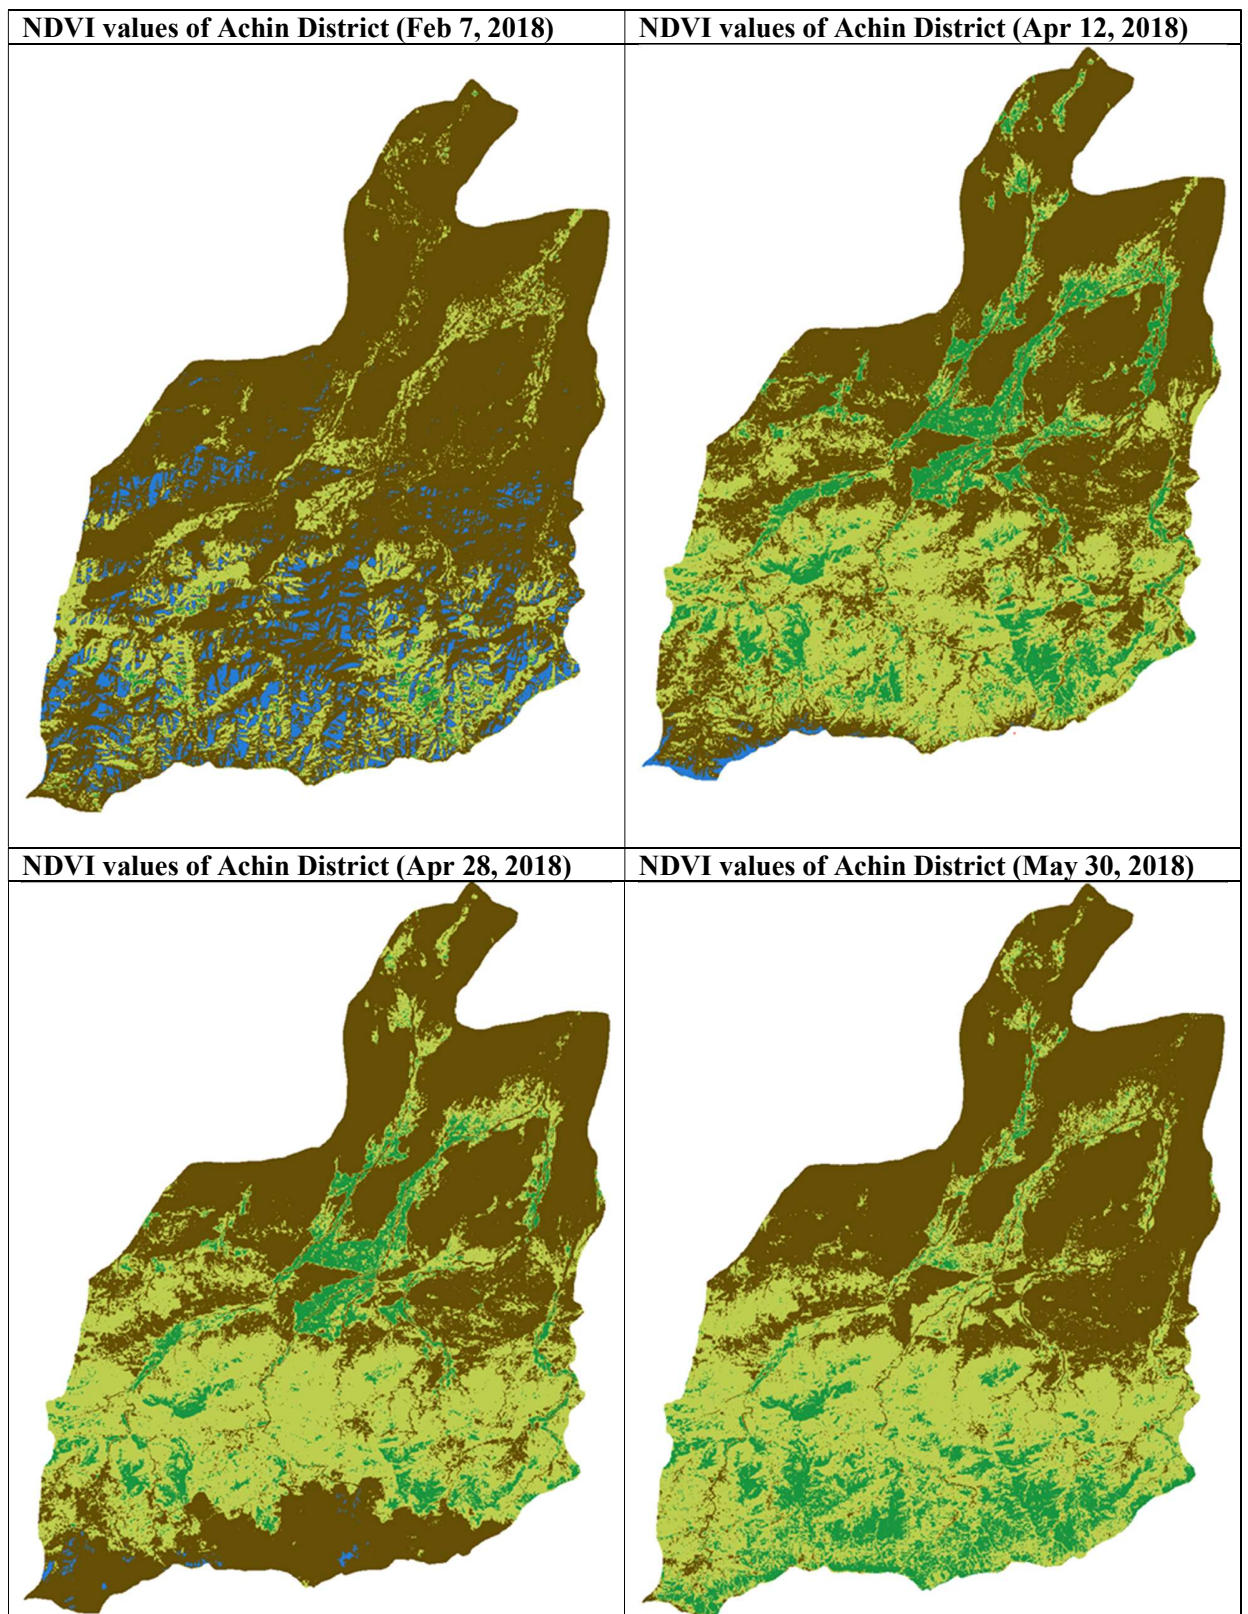 NDVI values of Achin District (Feb 7, 2018)
NDVI values of Achin District (Apr 12, 2018)
NDVI values of Achin District (Apr 28, 2018)
NDVI values of Achin District (May 30, 2018)